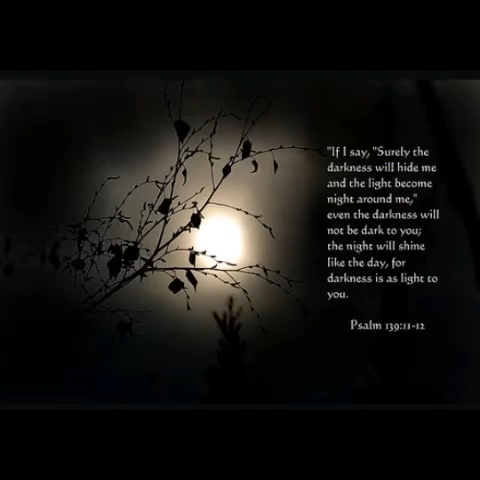 "If I say, "Surely the
darkness will hide me
and the light become
night around me,"
even the darkness will
not be dark to you;
the night will shine
like the day, for
darkness is as light to
you.
Psalm 139:11-12